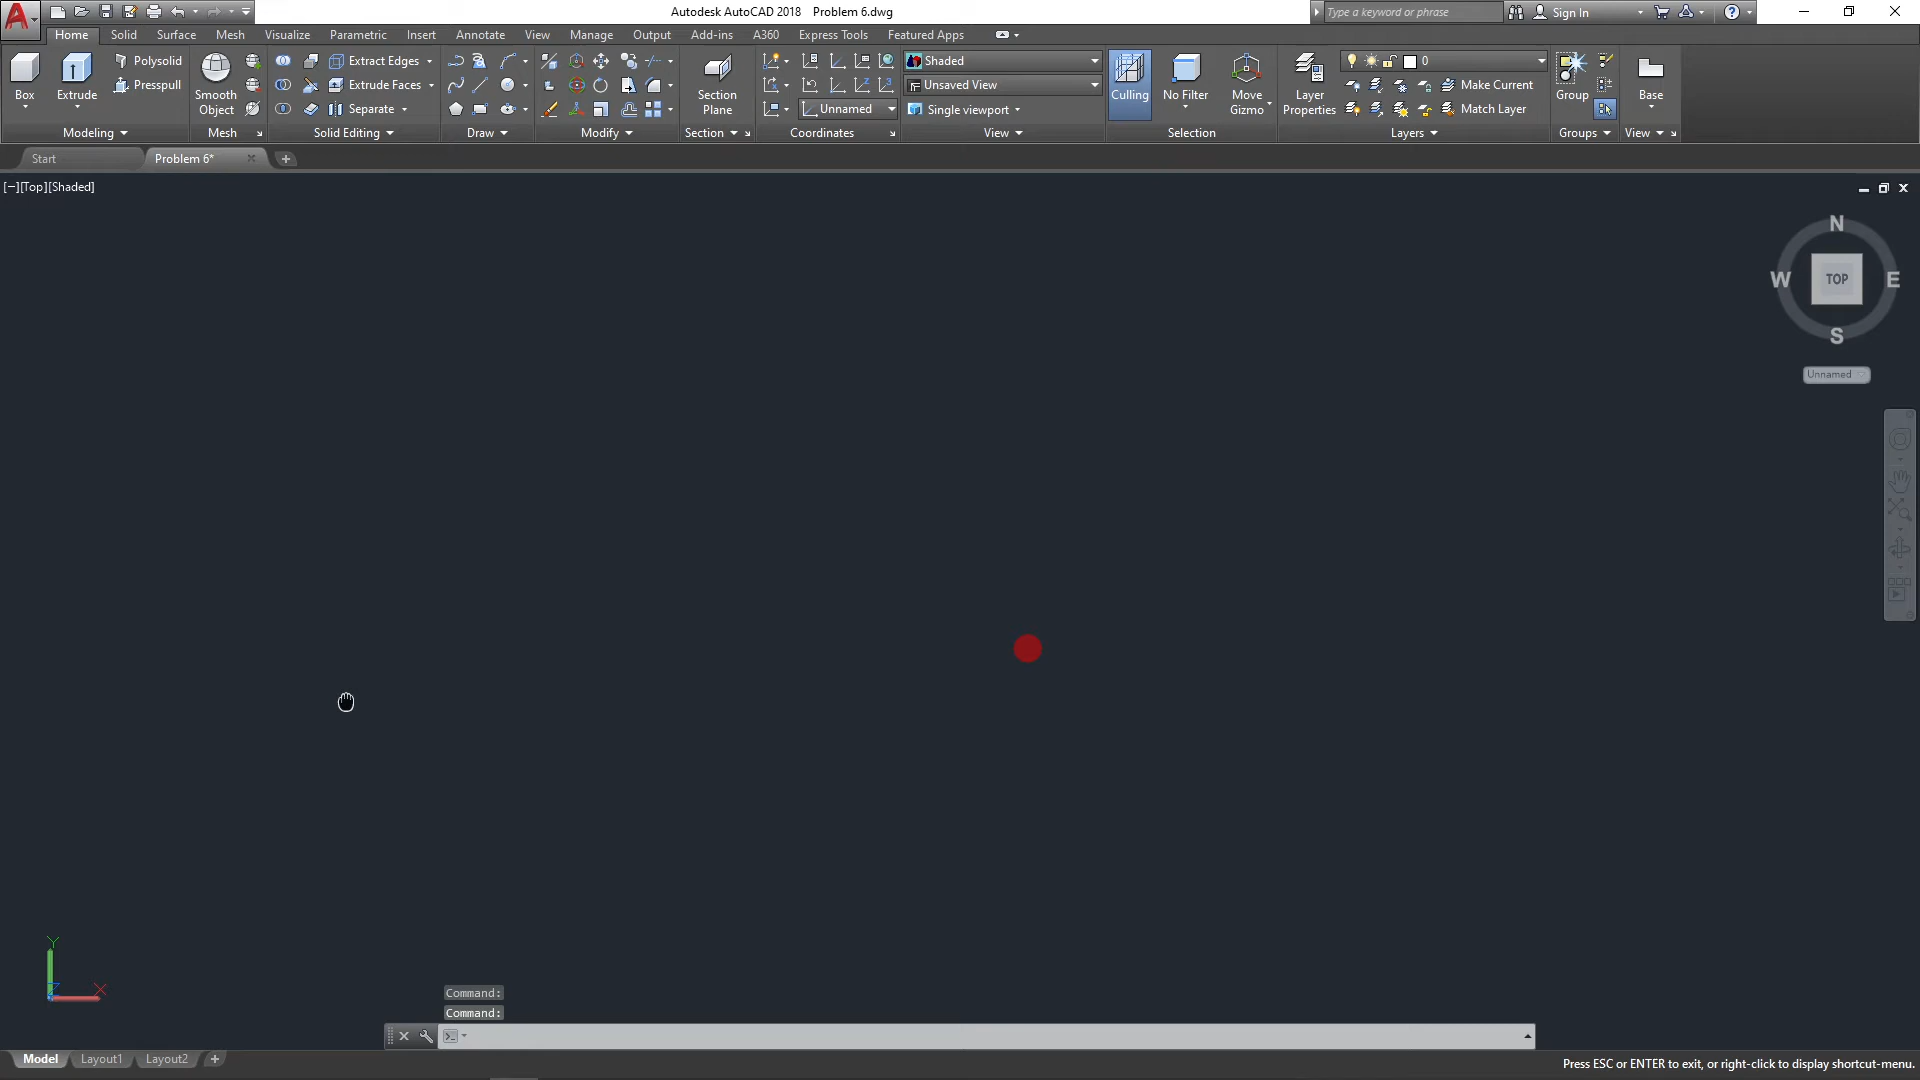 Autodesk AutoCAD 2018 Problem 6.dwg
Type a keyword or phrase
Sign In
Home Solid Surface Mesh Visualize Parametric Insert Annotate View Manage Output Add-ins A360 Express Tools Featured Apps
Box
Extrude
Polysolid
Presspull
Smooth
Object
Extract Edges
Extrude Faces
Separate
Section
Plane
Unnamed
Shaded
Unsaved View
Single viewport
Culling
No Filter
Move
Gizmo
Layer
Properties
0
Make Current
Match Layer
Group
Base
Modeling Mesh Solid Editing Draw Modify Section Coordinates View Selection Layers Groups View
Start Problem 6*
[−][Top][Shaded]
N
W TOP E
S
Unnamed
Y
X
Command:
Command:
Model Layout1 Layout2
Press ESC or ENTER to exit, or right-click to display shortcut-menu.